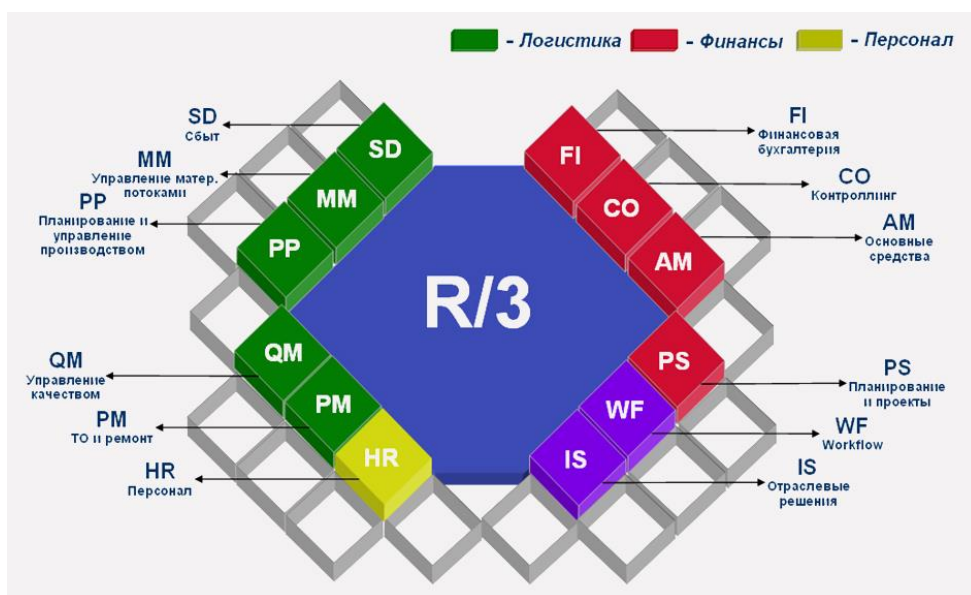 - Логистика
- Финансы
- Персонал
SD
Сбыт
MM
Управление матер.
потоками
PP
Планирование и
управление
производством
QM
Управление
качеством
PM
ТО и ремонт
HR
Персонал
SD
MM
PP
QM
PM
HR
R/3
FI
CO
AM
PS
WF
IS
FI
Финансовая
бухгалтерия
CO
Контроллинг
AM
Основные
средства
PS
Планирование
и проекты
WF
Workflow
IS
Отраслевые
решения